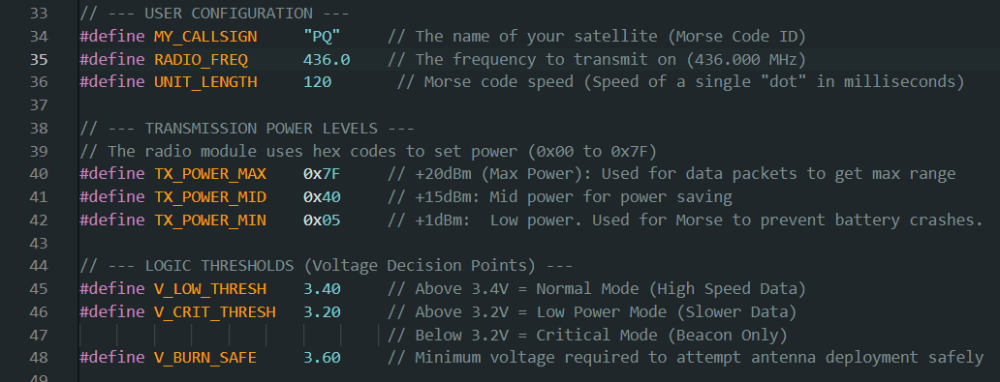 33 // --- USER CONFIGURATION ---
34 #define MY_CALLSIGN     "PQ"     // The name of your satellite (Morse Code ID)
35 #define RADIO_FREQ      436.0    // The frequency to transmit on (436.000 MHz)
36 #define UNIT_LENGTH     120       // Morse code speed (Speed of a single "dot" in milliseconds)
37
38 // --- TRANSMISSION POWER LEVELS ---
39 // The radio module uses hex codes to set power (0x00 to 0x7F)
40 #define TX_POWER_MAX    0x7F     // +20dBm (Max Power): Used for data packets to get max range
41 #define TX_POWER_MID    0x40     // +15dBm: Mid power for power saving
42 #define TX_POWER_MIN    0x05     // +1dBm:  Low power. Used for Morse to prevent battery crashes.
43
44 // --- LOGIC THRESHOLDS (Voltage Decision Points) ---
45 #define V_LOW_THRESH    3.40     // Above 3.4V = Normal Mode (High Speed Data)
46 #define V_CRIT_THRESH   3.20     // Above 3.2V = Low Power Mode (Slower Data)
47                                  // Below 3.2V = Critical Mode (Beacon Only)
48 #define V_BURN_SAFE     3.60     // Minimum voltage required to attempt antenna deployment safely